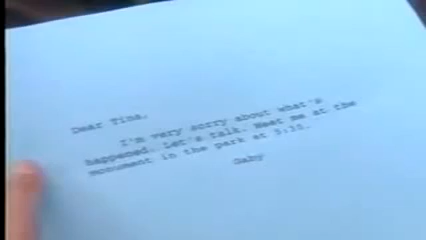 Dear Tina,
I'm very sorry about what's
happened. Let's talk. Meet me at the
monument in the park at 3:35.
Gaby